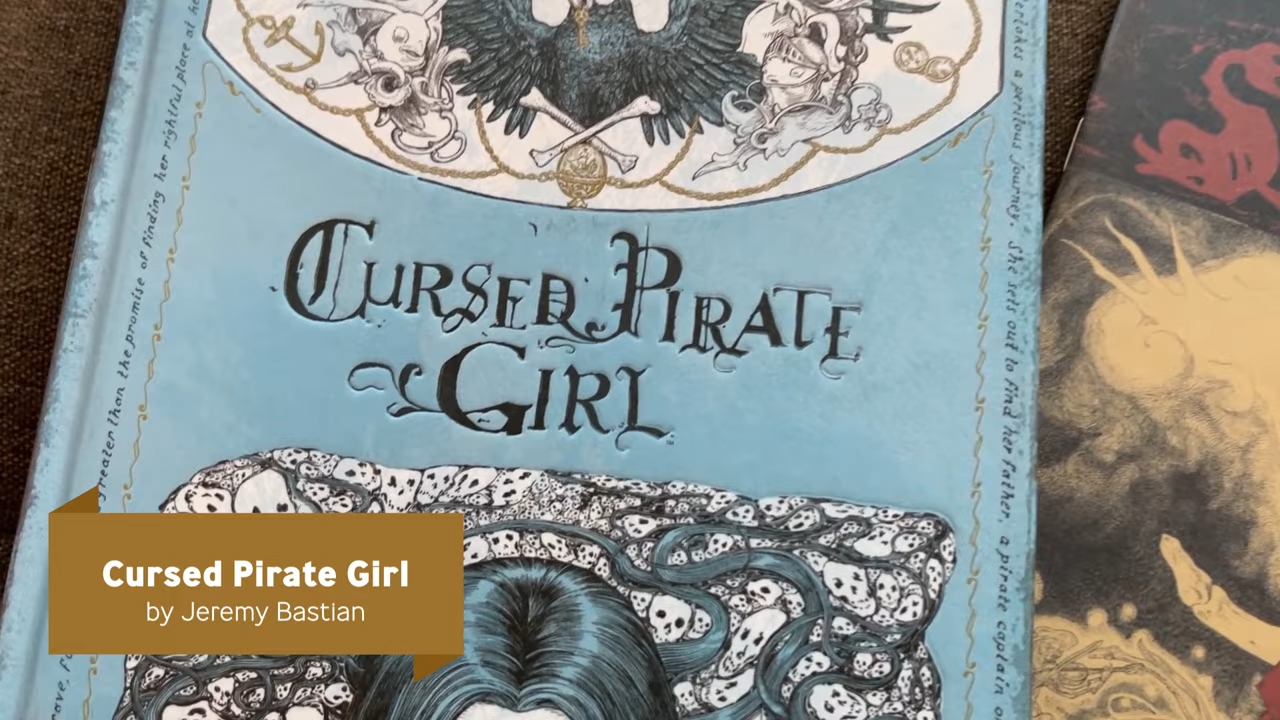 CURSED PIRATE
GIRL
greater than the promise of finding her rightful place at
a perilous journey. She sets out to find her father, a pirate captain
Cursed Pirate Girl
by Jeremy Bastian